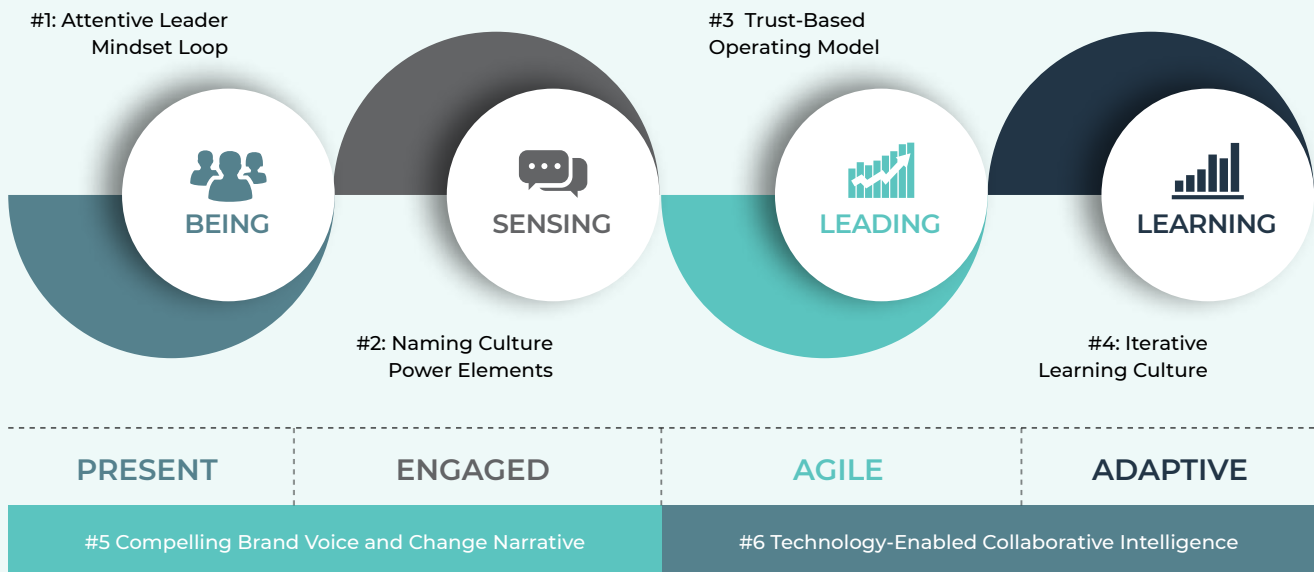 #1: Attentive Leader
Mindset Loop
#3 Trust-Based
Operating Model
BEING
SENSING
LEADING
LEARNING
#2: Naming Culture
Power Elements
#4: Iterative
Learning Culture
PRESENT
ENGAGED
AGILE
ADAPTIVE
#5 Compelling Brand Voice and Change Narrative
#6 Technology-Enabled Collaborative Intelligence